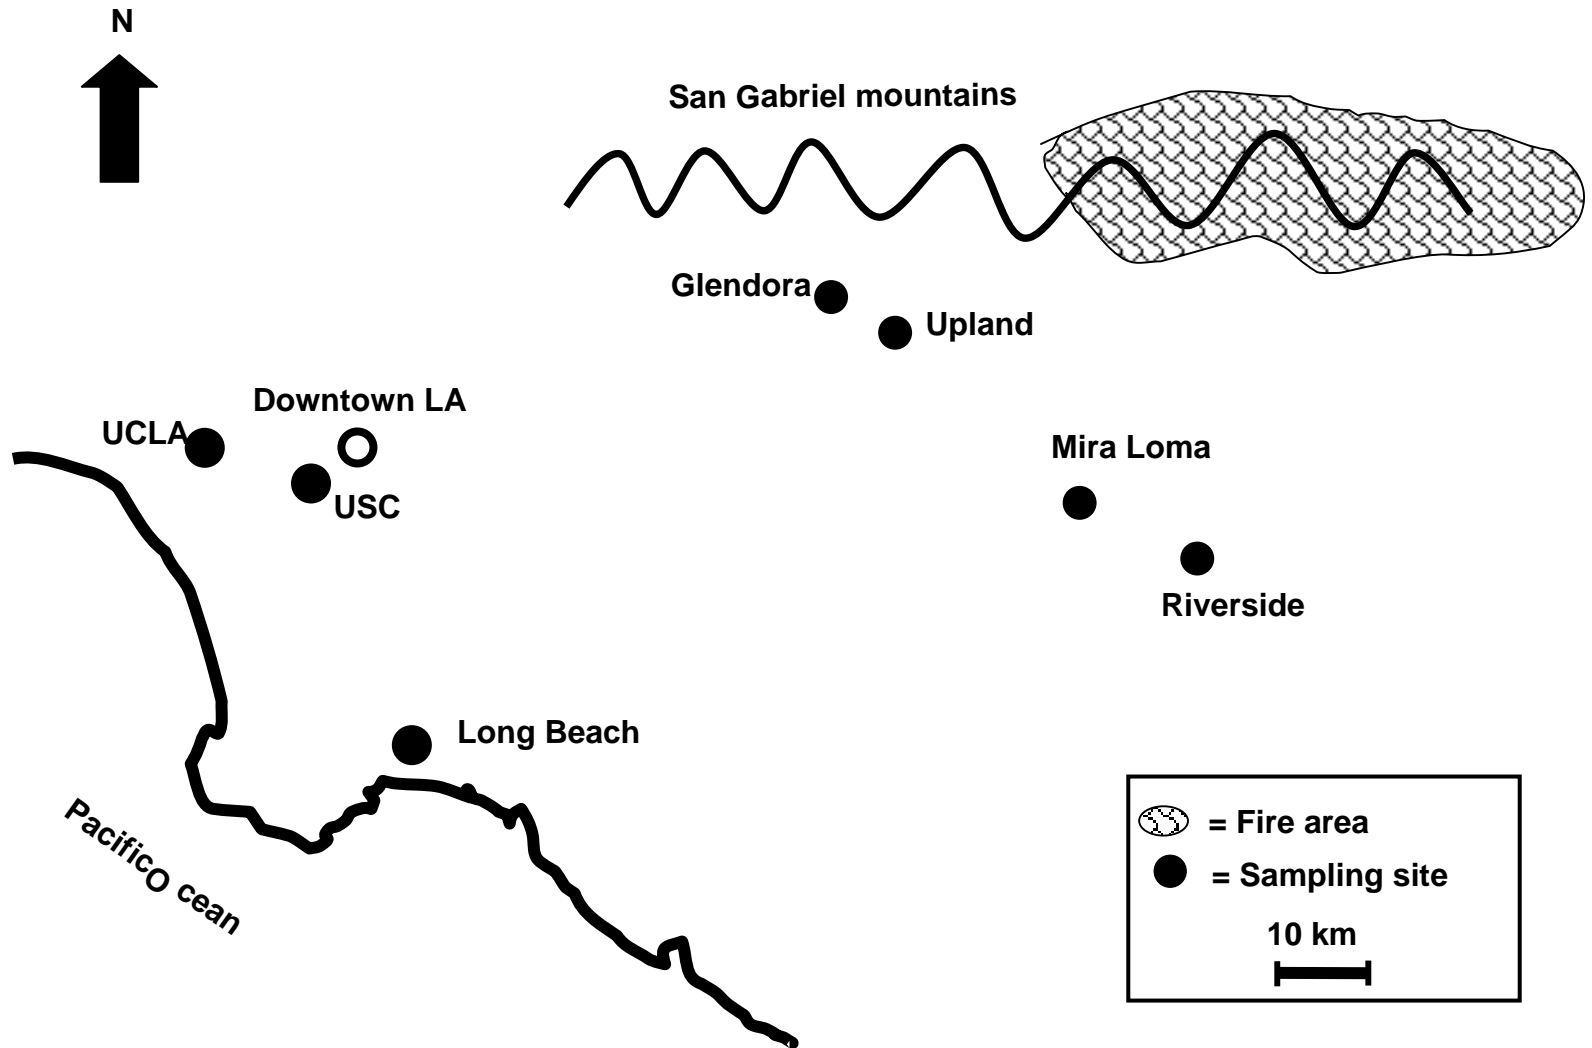 N
San Gabriel mountains
Glendora
Upland
Downtown LA
UCLA
USC
Mira Loma
Riverside
Long Beach
PacificO cean
= Fire area
= Sampling site
10 km